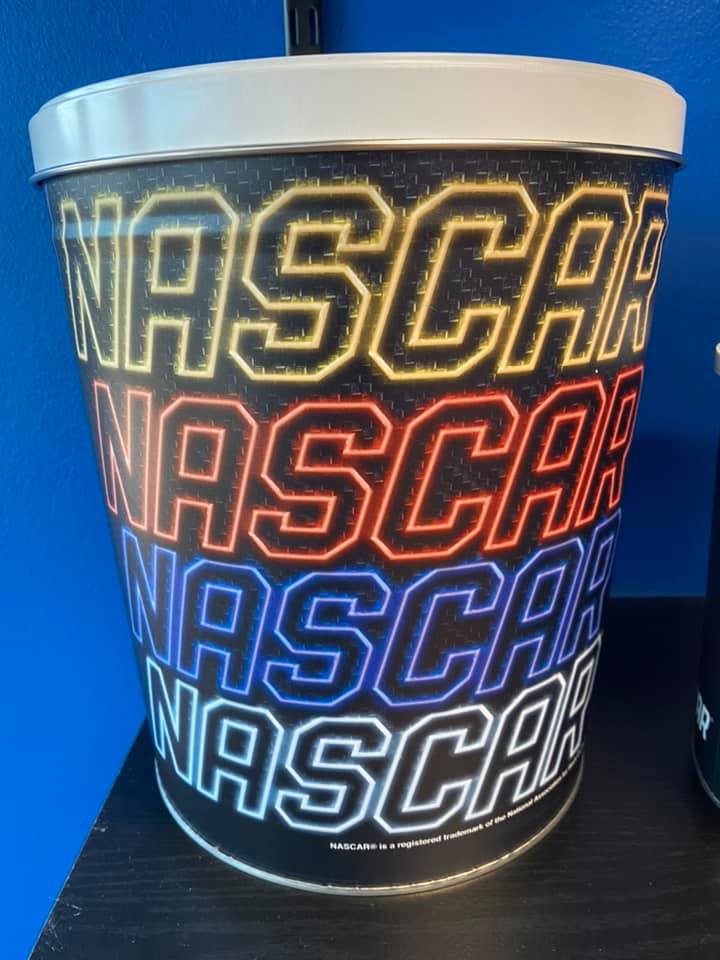 NASCAR
NASCAR
NASCAR
NASCAR
NASCAR® is a registered trademark of the National Association